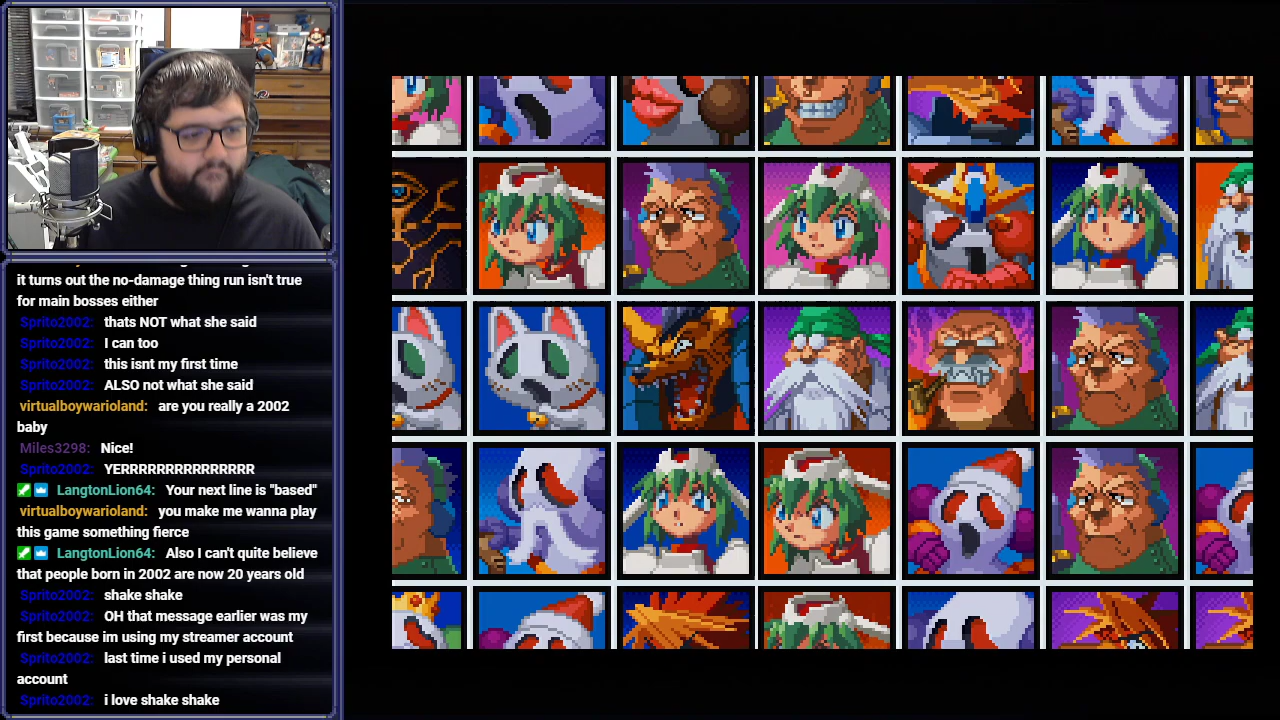 it turns out the no-damage thing run isn't true
for main bosses either
Sprito2002: thats NOT what she said
Sprito2002: I can too
Sprito2002: this isnt my first time
Sprito2002: ALSO not what she said
virtualboywarioland: are you really a 2002
baby
Miles3298: Nice!
Sprito2002: YERRRRRRRRRRRRRRR
LangtonLion64: Your next line is "based"
virtualboywarioland: you make me wanna play
this game something fierce
LangtonLion64: Also I can't quite believe
that people born in 2002 are now 20 years old
Sprito2002: shake shake
Sprito2002: OH that message earlier was my
first because im using my streamer account
Sprito2002: last time i used my personal
account
Sprito2002: i love shake shake